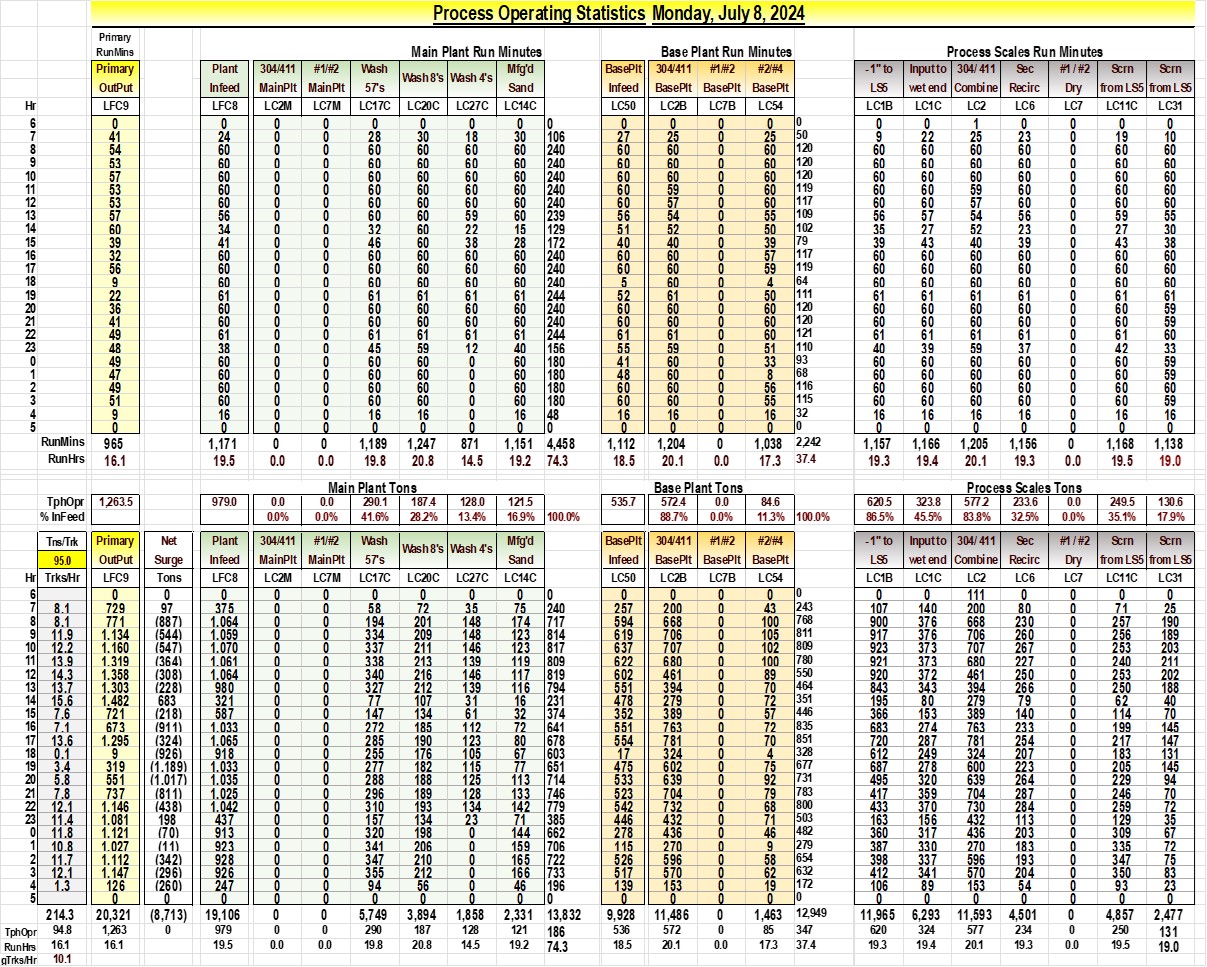 Process Operating Statistics Monday, July 8, 2024
Primary
RunMins Main Plant Run Minutes Base Plant Run Minutes Process Scales Run Minutes
Primary Plant 304/411 #1/#2 Wash Wash 8's Wash 4's Mfg'd BasePlt 304/411 #1/#2 #2/#4 -1" to Input to 304/ 411 Sec #1 / #2 Scrn Scrn
OutPut Infeed MainPlt MainPlt 57's Sand Infeed BasePlt BasePlt BasePlt LS5 wet end Combine Recirc Dry from LS5 from LS5
Hr LFC9 LFC8 LC2M LC7M LC17C LC20C LC27C LC14C LC50 LC2B LC7B LC54 LC1B LC1C LC2 LC6 LC7 LC11C LC31
6 0 0 0 0 0 0 0 0 0 0 0 0 0 0 0 0 1 0 0 0 0
7 41 24 0 0 28 30 18 30 106 27 25 0 25 50 9 22 25 23 0 19 10
8 54 60 0 0 60 60 60 60 240 60 60 0 60 120 60 60 60 60 0 60 60
9 53 60 0 0 60 60 60 60 240 60 60 0 60 120 60 60 60 60 0 60 60
10 57 60 0 0 60 60 60 60 240 60 60 0 60 120 60 60 60 60 0 60 60
11 53 60 0 0 60 60 60 60 240 60 59 0 60 119 60 60 59 60 0 60 60
12 53 60 0 0 60 60 60 60 240 60 57 0 60 117 60 60 57 60 0 60 60
13 57 56 0 0 60 60 59 60 239 56 54 0 55 109 56 57 54 56 0 59 55
14 60 34 0 0 32 60 22 15 129 51 52 0 50 102 35 27 52 23 0 27 30
15 39 41 0 0 46 60 38 28 172 40 40 0 39 79 39 43 40 39 0 43 38
16 32 60 0 0 60 60 60 60 240 60 60 0 57 117 60 60 60 60 0 60 60
17 56 60 0 0 60 60 60 60 240 60 60 0 59 119 60 60 60 60 0 60 60
18 9 60 0 0 60 60 60 60 240 5 60 0 4 64 60 60 60 60 0 60 60
19 22 61 0 0 61 61 61 61 244 52 61 0 50 111 61 61 61 61 0 61 61
20 36 60 0 0 60 60 60 60 240 60 60 0 60 120 60 60 60 60 0 60 59
21 41 60 0 0 60 60 60 60 240 60 60 0 60 120 60 60 60 60 0 60 59
22 49 61 0 0 61 61 61 61 244 60 61 0 60 121 61 61 61 61 0 61 60
23 48 38 0 0 45 59 12 40 156 55 59 0 51 110 40 39 59 37 0 42 33
0 49 60 0 0 60 60 0 60 180 41 60 0 33 93 60 60 60 60 0 60 59
1 47 60 0 0 60 60 0 60 180 48 60 0 8 68 60 60 60 60 0 60 59
2 49 60 0 0 60 60 0 60 180 60 60 0 56 116 60 60 60 60 0 60 60
3 51 60 0 0 60 60 0 60 180 60 60 0 55 115 60 60 60 60 0 60 59
4 9 16 0 0 16 16 0 16 48 16 16 0 16 32 16 16 16 16 0 16 16
5 0 0 0 0 0 0 0 0 0 0 0 0 0 0 0 0 0 0 0 0 0
RunMins 965 1,171 0 0 1,189 1,247 871 1,151 4,458 1,112 1,204 0 1,038 2,242 1,157 1,166 1,205 1,156 0 1,168 1,138
RunHrs 16.1 19.5 0.0 0.0 19.8 20.8 14.5 19.2 74.3 18.5 20.1 0.0 17.3 37.4 19.3 19.4 20.1 19.3 0.0 19.5 19.0
Main Plant Tons Base Plant Tons Process Scales Tons
TphOpr 1,263.5 979.0 0.0 0.0 290.1 187.4 128.0 121.5 535.7 572.4 0.0 84.6 620.5 323.8 577.2 233.6 0.0 249.5 130.6
% InFeed 0.0% 0.0% 41.6% 28.2% 13.4% 16.9% 100.0% 88.7% 0.0% 11.3% 100.0% 86.5% 45.5% 83.8% 32.5% 0.0% 35.1% 17.9%
Tns/Trk Primary Net Plant 304/411 #1/#2 Wash Wash 8's Wash 4's Mfg'd BasePlt 304/411 #1/#2 #2/#4 -1" to Input to 304/ 411 Sec #1 / #2 Scrn Scrn
95.0 OutPut Surge Infeed MainPlt MainPlt 57's Sand Infeed BasePlt BasePlt BasePlt LS5 wet end Combine Recirc Dry from LS5 from LS5
Hr Trks/Hr LFC9 Tons LFC8 LC2M LC7M LC17C LC20C LC27C LC14C LC50 LC2B LC7B LC54 LC1B LC1C LC2 LC6 LC7 LC11C LC31
6 0 0 0 0 0 0 0 0 0 0 0 0 0 0 0 0 0 111 0 0 0 0
7 8.1 729 97 375 0 0 58 72 35 75 240 257 200 0 43 243 107 140 200 80 0 71 25
8 8.1 771 (887) 1,064 0 0 194 201 148 174 717 594 668 0 100 768 900 376 668 230 0 257 190
9 11.9 1,134 (544) 1,059 0 0 334 209 148 123 814 619 706 0 105 811 917 376 706 260 0 256 189
10 12.2 1,160 (547) 1,070 0 0 337 211 146 123 817 637 707 0 102 809 923 373 707 267 0 253 203
11 13.9 1,319 (364) 1,061 0 0 338 213 139 119 809 622 680 0 100 780 921 373 680 227 0 240 211
12 14.3 1,358 (308) 1,064 0 0 340 216 146 117 819 602 461 0 89 550 920 372 461 250 0 253 202
13 13.7 1,303 (228) 980 0 0 327 212 139 116 794 551 394 0 70 464 843 343 394 266 0 250 188
14 15.6 1,482 683 321 0 0 77 107 31 16 231 478 279 0 72 351 195 80 279 79 0 62 40
15 7.6 721 (218) 587 0 0 147 134 61 32 374 352 389 0 57 446 366 153 389 140 0 114 70
16 7.1 673 (911) 1,033 0 0 272 185 112 72 641 551 763 0 72 835 683 274 763 233 0 199 145
17 13.6 1,295 (324) 1,065 0 0 285 190 123 80 678 554 781 0 70 851 720 287 781 254 0 217 147
18 0.1 9 (926) 918 0 0 255 176 105 67 603 17 324 0 4 328 612 249 324 207 0 183 131
19 3.4 319 (1,189) 1,034 0 0 277 182 115 77 651 475 602 0 75 677 687 278 600 223 0 205 145
20 5.8 551 (1,017) 1,035 0 0 288 188 125 113 714 533 639 0 92 731 495 320 639 264 0 229 94
21 7.8 737 (811) 1,025 0 0 296 189 128 133 746 523 704 0 79 783 417 359 704 287 0 246 70
22 12.1 1,146 (438) 1,042 0 0 310 193 134 142 779 542 732 0 68 800 433 370 730 284 0 259 72
23 11.4 1,081 198 437 0 0 157 134 23 71 385 446 432 0 71 503 163 156 432 113 0 129 35
0 11.8 1,121 (70) 913 0 0 320 198 0 144 662 278 436 0 46 482 360 317 436 203 0 309 67
1 10.8 1,027 (11) 923 0 0 341 206 0 159 706 115 270 0 9 279 387 330 270 183 0 335 72
2 11.7 1,112 (342) 928 0 0 347 210 0 165 722 526 596 0 58 654 398 337 596 193 0 347 75
3 12.1 1,147 (296) 926 0 0 355 212 0 166 733 517 570 0 62 632 412 341 570 204 0 350 83
4 1.3 126 (260) 247 0 0 94 56 0 46 196 139 153 0 19 172 106 89 153 54 0 93 23
5 0 0 0 0 0 0 0 0 0 0 0 0 0 0 0 0 0 0 0 0 0 0
214.3 20,321 (8,713) 19,106 0 0 5,749 3,894 1,858 2,331 13,832 9,928 11,486 0 1,463 12,949 11,965 6,293 11,593 4,501 0 4,857 2,477
TphOpr 94.8 1,263 0 979 0 0 290 187 128 121 186 536 572 0 85 347 620 324 577 234 0 250 131
RunHrs 16.1 16.1 19.5 0.0 0.0 19.8 20.8 14.5 19.2 74.3 18.5 20.1 0.0 17.3 37.4 19.3 19.4 20.1 19.3 0.0 19.5 19.0
gTrks/Hr 10.1